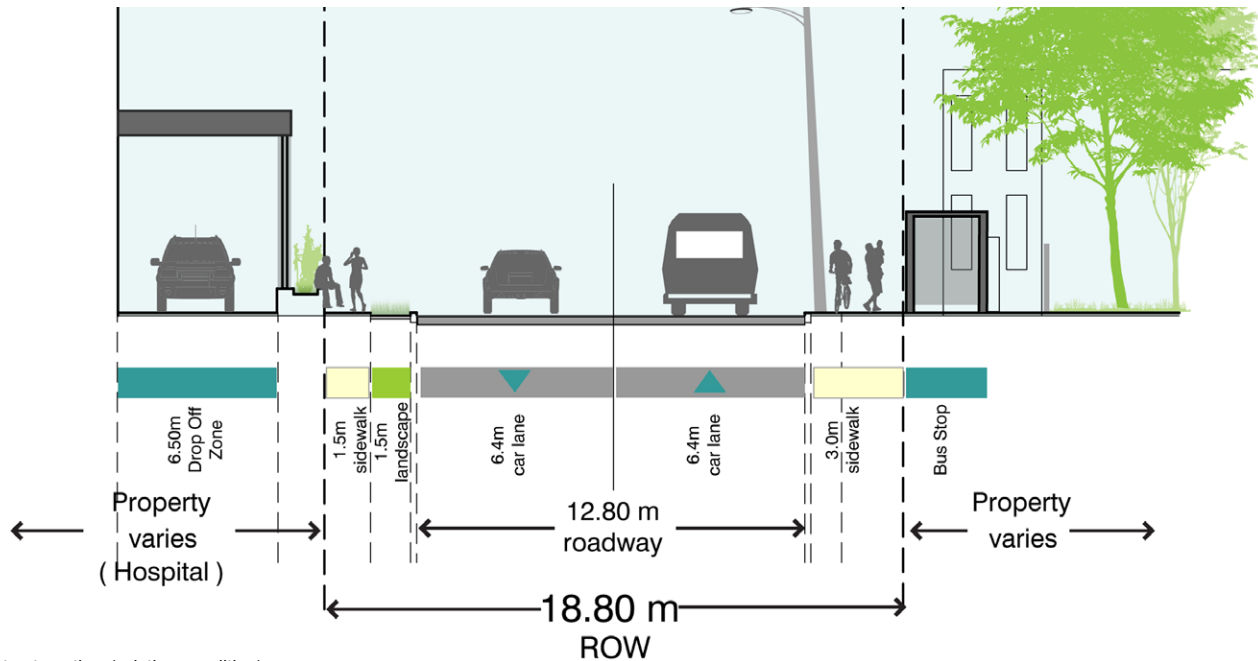 6.50m
Drop Off
Zone
1.5m
sidewalk
1.5m
landscape
6.4m
car lane
6.4m
car lane
3.0m
sidewalk
Bus Stop
Property
varies
( Hospital )
12.80 m
roadway
Property
varies
18.80 m
ROW